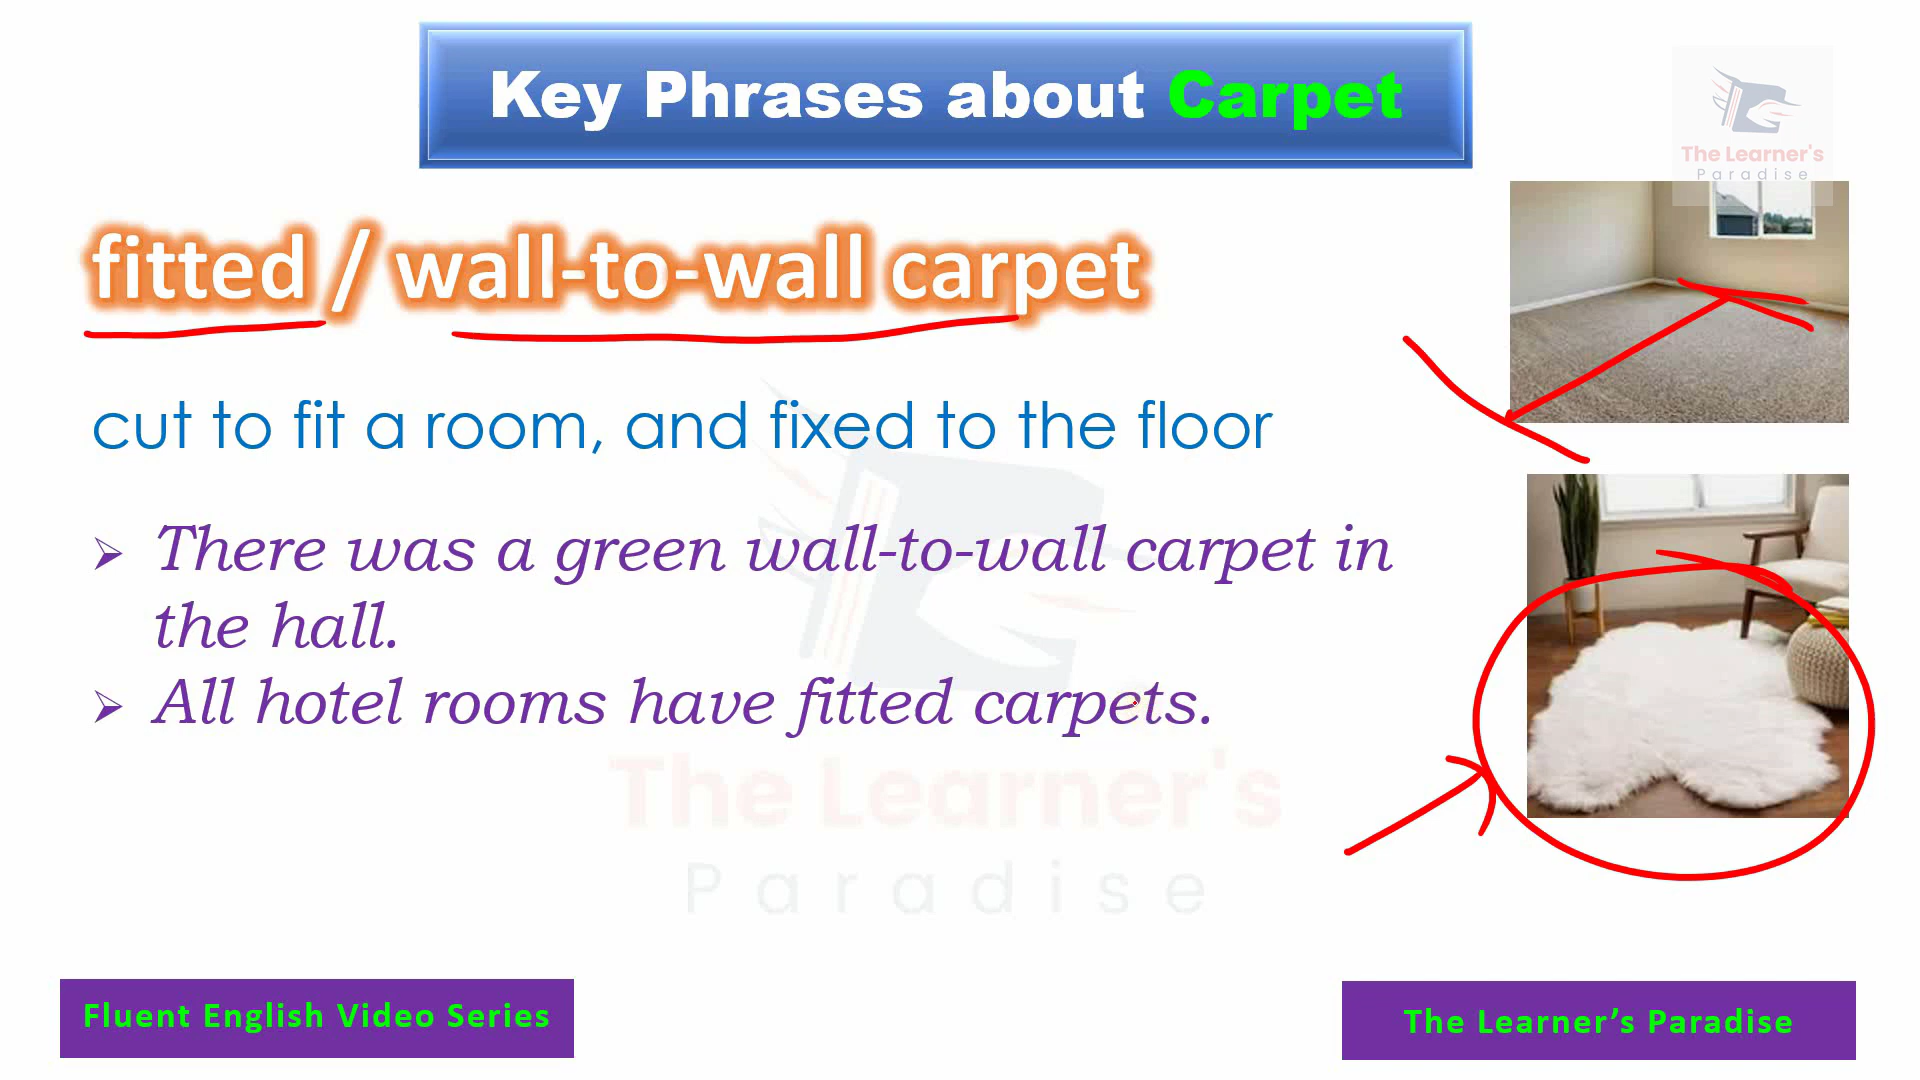 Key Phrases about Carpet
The Learner's
Paradise
fitted / wall-to-wall carpet
cut to fit a room, and fixed to the floor
➢ There was a green wall-to-wall carpet in
the hall.
➢ All hotel rooms have fitted carpets.
The Learner's
Paradise
Fluent English Video Series
The Learner’s Paradise